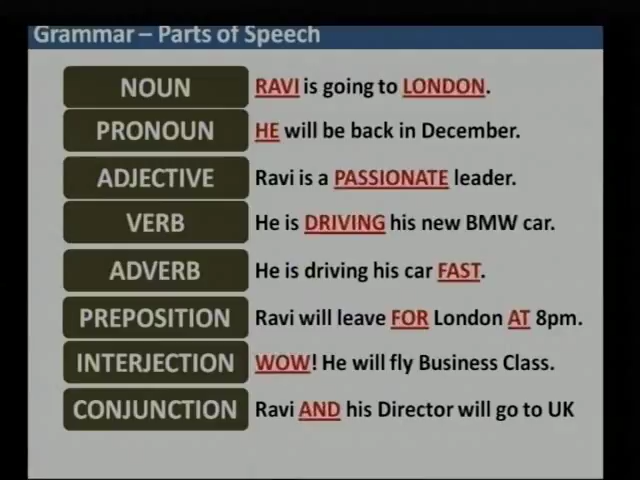 Grammar – Parts of Speech
NOUN RAVI is going to LONDON.
PRONOUN HE will be back in December.
ADJECTIVE Ravi is a PASSIONATE leader.
VERB He is DRIVING his new BMW car.
ADVERB He is driving his car FAST.
PREPOSITION Ravi will leave FOR London AT 8pm.
INTERJECTION WOW! He will fly Business Class.
CONJUNCTION Ravi AND his Director will go to UK